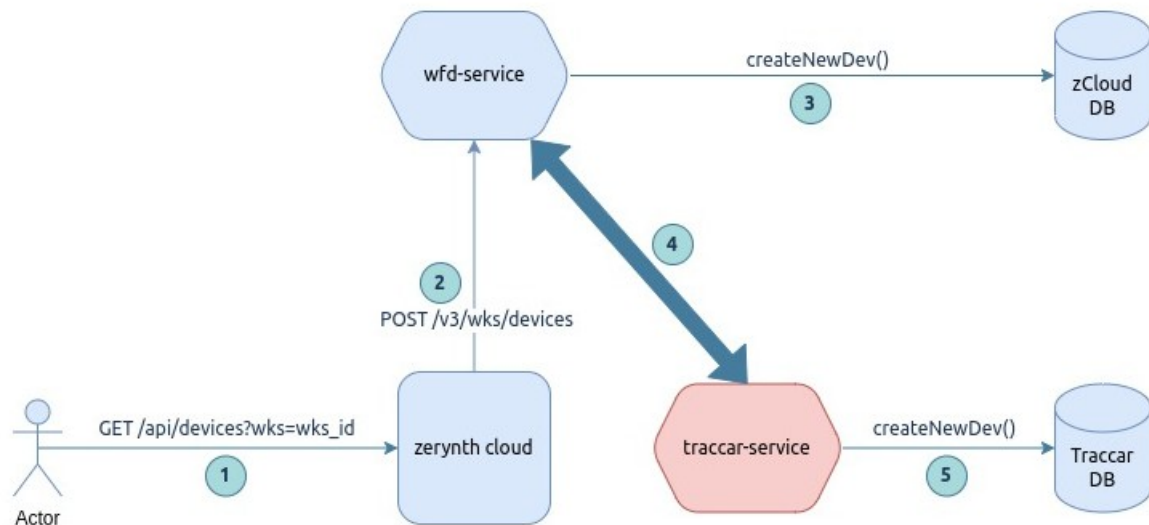 wfd-service
createNewDev()
3
zCloud
DB
4
2
POST /v3/wks/devices
GET /api/devices?wks=wks_id
1
zerynth cloud
traccar-service
createNewDev()
5
Traccar
DB
Actor